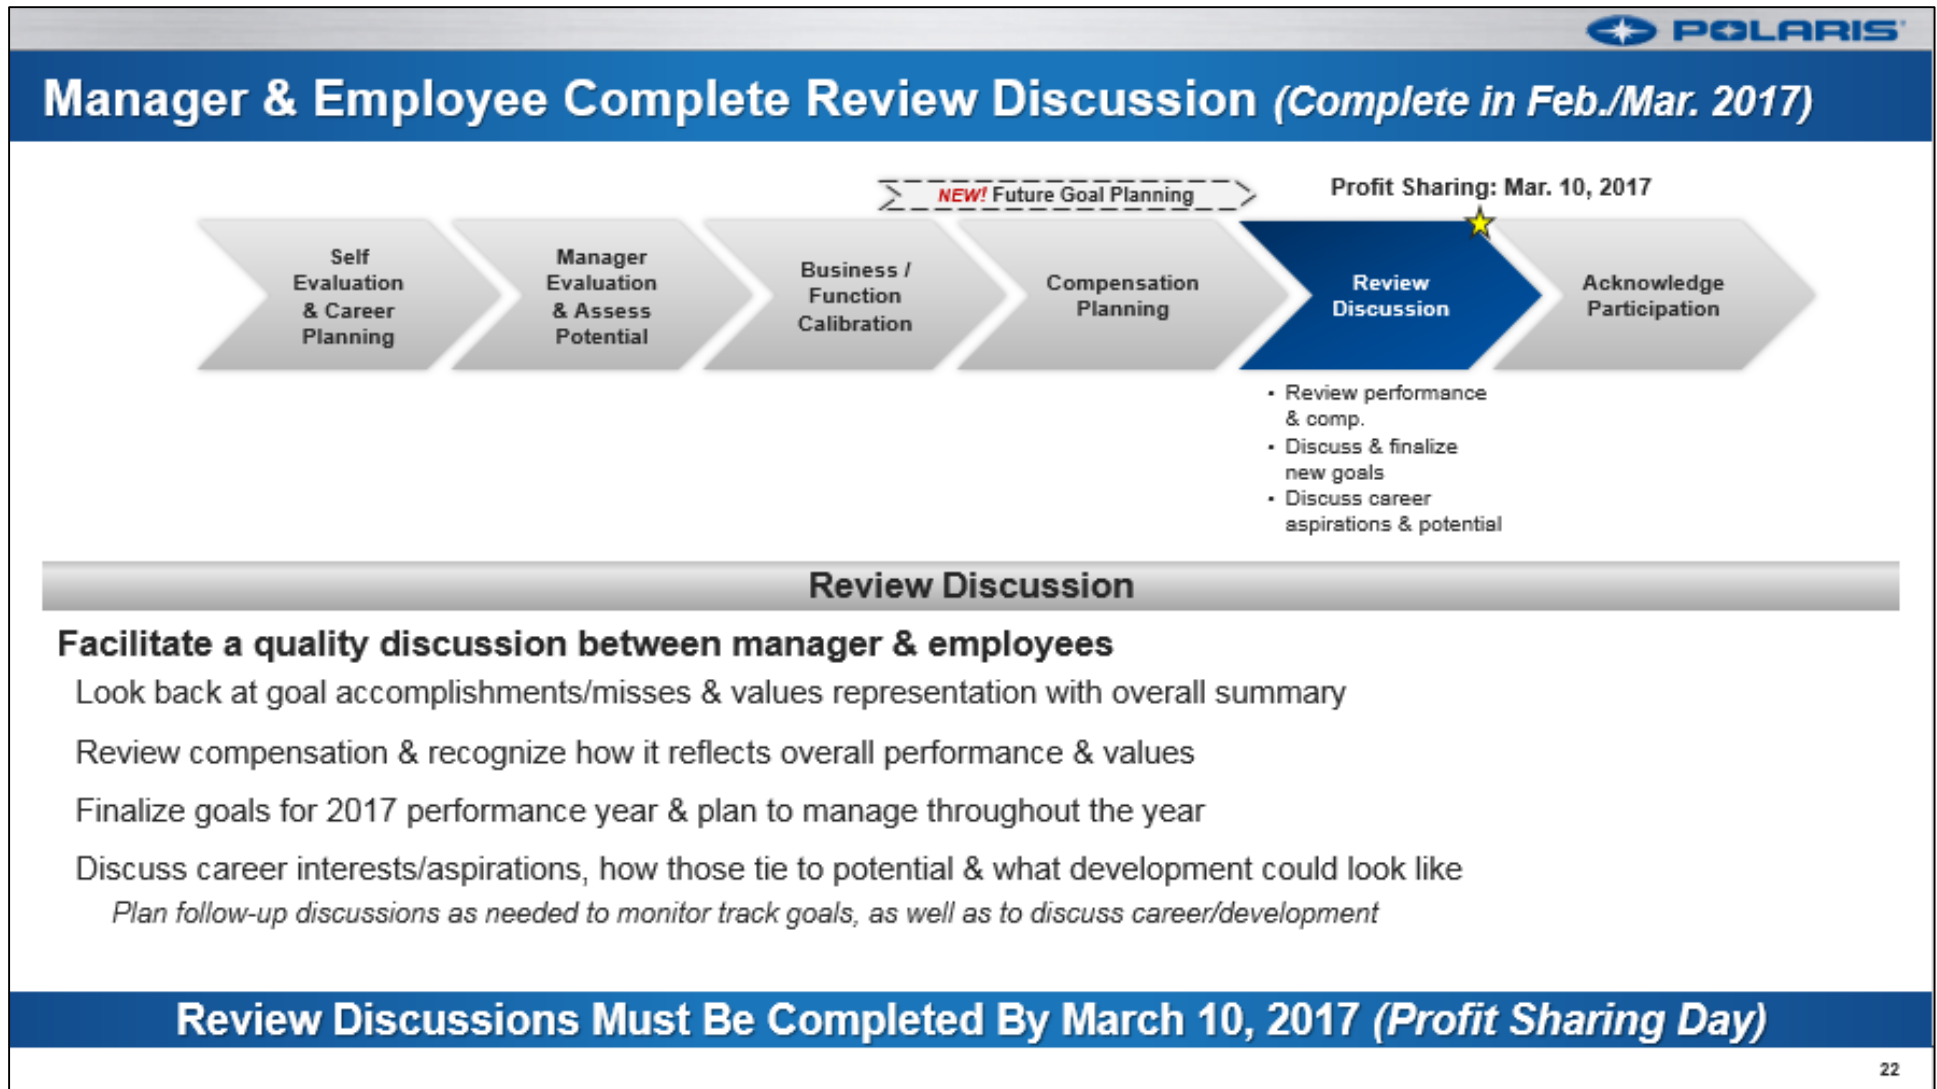 POLARIS
Manager & Employee Complete Review Discussion (Complete in Feb./Mar. 2017)
NEW! Future Goal Planning
Profit Sharing: Mar. 10, 2017
Self
Evaluation
& Career
Planning
Manager
Evaluation
& Assess
Potential
Business /
Function
Calibration
Compensation
Planning
Review
Discussion
Acknowledge
Participation
▪ Review performance
& comp.
▪ Discuss & finalize
new goals
▪ Discuss career
aspirations & potential
Review Discussion
Facilitate a quality discussion between manager & employees
Look back at goal accomplishments/misses & values representation with overall summary
Review compensation & recognize how it reflects overall performance & values
Finalize goals for 2017 performance year & plan to manage throughout the year
Discuss career interests/aspirations, how those tie to potential & what development could look like
Plan follow-up discussions as needed to monitor track goals, as well as to discuss career/development
Review Discussions Must Be Completed By March 10, 2017 (Profit Sharing Day)
22